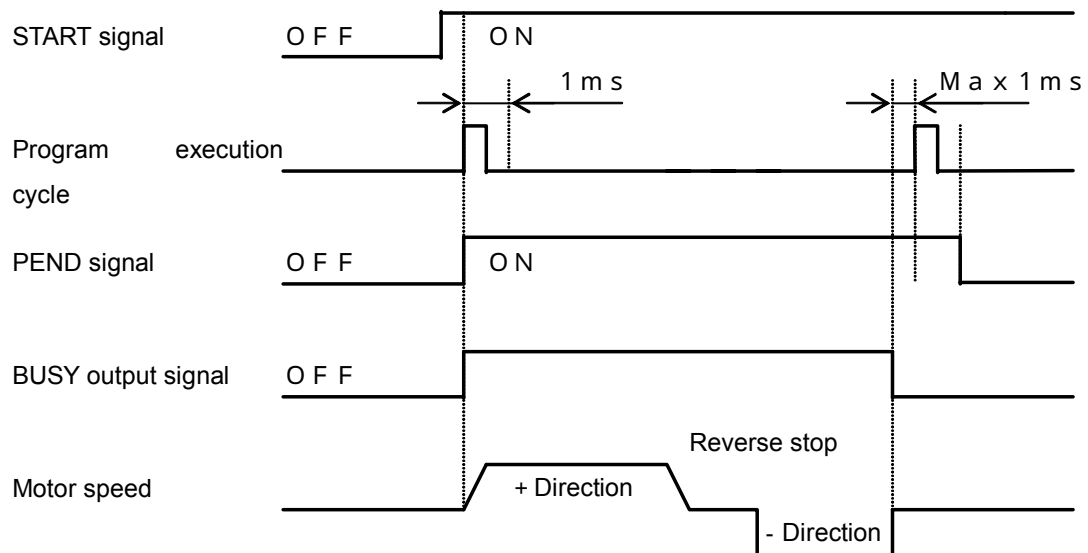 START signal OFF ON
1ms Max 1ms
Program execution
cycle
PEND signal OFF ON
BUSY output signal OFF
Reverse stop
Motor speed + Direction
- Direction